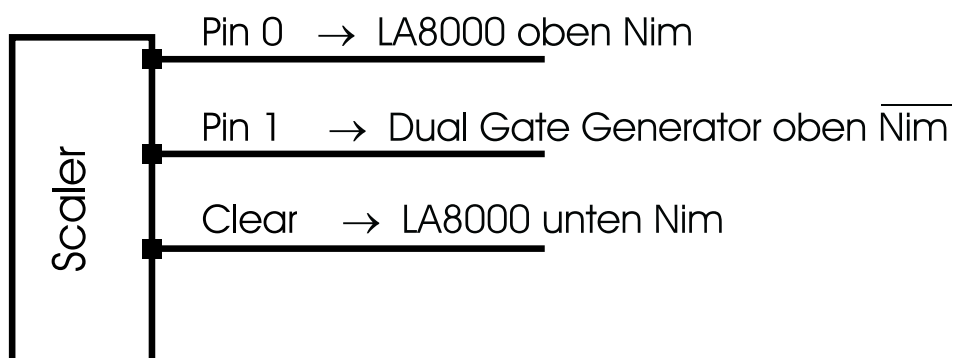 Pin 0 → LA8000 oben Nim
Pin 1 → Dual Gate Generator oben N̅i̅m̅
Scaler
Clear → LA8000 unten Nim